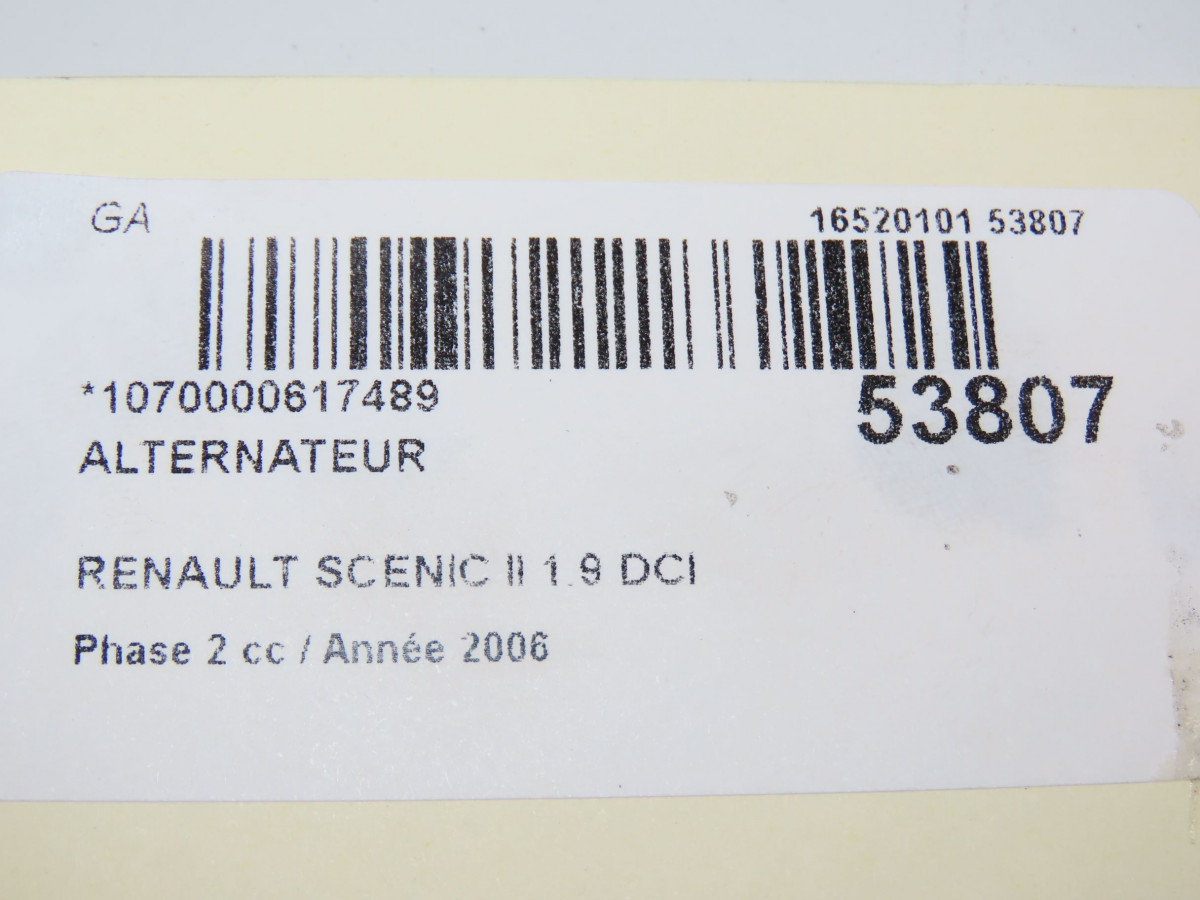 GA
16520101 53807
*1070000617489
53807
ALTERNATEUR
RENAULT SCENIC II 1.9 DCI
Phase 2 cc / Année 2006